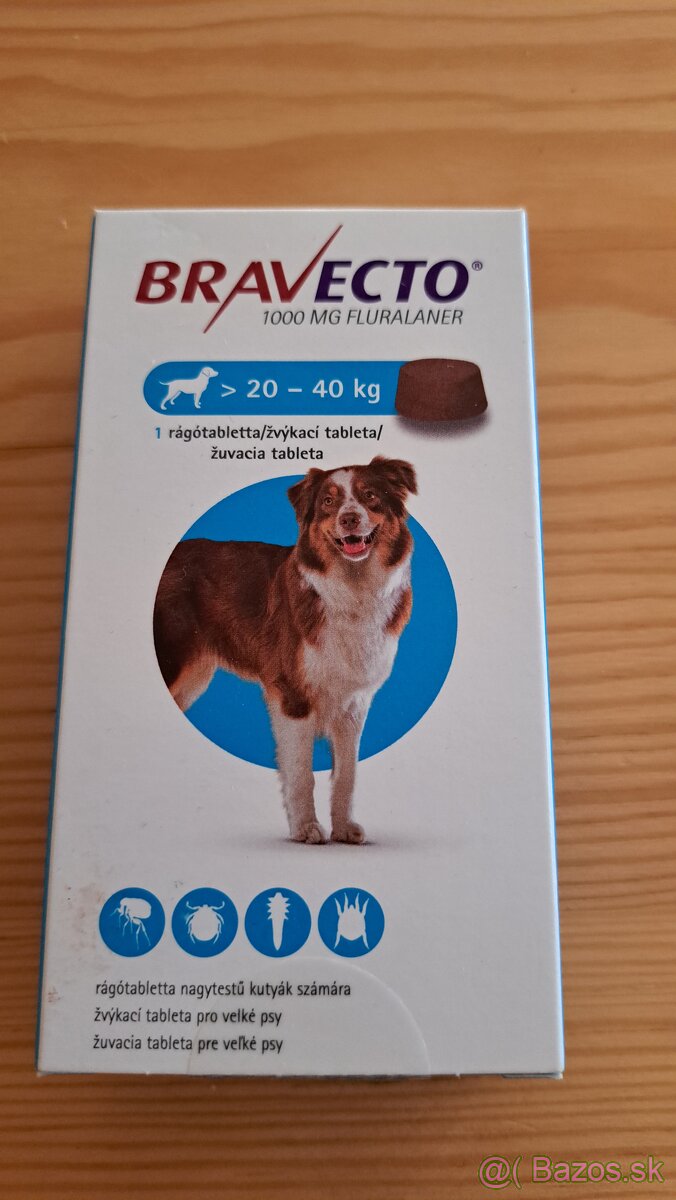 BRAVECTO®
1000 MG FLURALANER
> 20 – 40 kg
1 rágótabletta/žvýkací tableta/
žuvacia tableta
rágótabletta nagytestű kutyák számára
žvýkací tableta pro velké psy
žuvacia tableta pre veľké psy
@( Bazos.sk